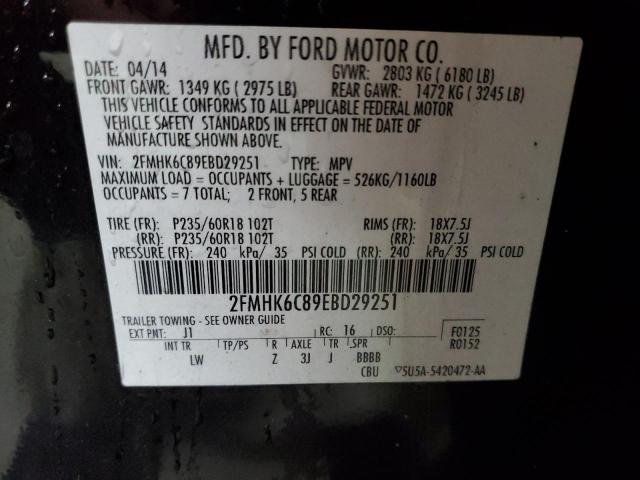 MFD. BY FORD MOTOR CO.
DATE: 04/14 GVWR: 2803 KG ( 6180 LB)
FRONT GAWR: 1349 KG ( 2975 LB) REAR GAWR: 1472 KG ( 3245 LB)
THIS VEHICLE CONFORMS TO ALL APPLICABLE FEDERAL MOTOR
VEHICLE SAFETY STANDARDS IN EFFECT ON THE DATE OF
MANUFACTURE SHOWN ABOVE.
VIN: 2FMHK6C89EBD29251 TYPE: MPV
MAXIMUM LOAD = OCCUPANTS + LUGGAGE = 526KG/1160LB
OCCUPANTS = 7 TOTAL; 2 FRONT, 5 REAR
TIRE (FR): P235/60R18 102T RIMS (FR): 18X7.5J
(RR): P235/60R18 102T (RR): 18X7.5J
PRESSURE (FR): 240 kPa/ 35 PSI COLD (RR): 240 kPa/ 35 PSI COLD
2FMHK6C89EBD29251
TRAILER TOWING - SEE OWNER GUIDE
EXT PNT: J1 RC: 16 DSO: F0125
INT TR TP/PS R AXLE TR SPR R0152
LW Z 3J J BBBB
CBU 5U5A-5420472-AA